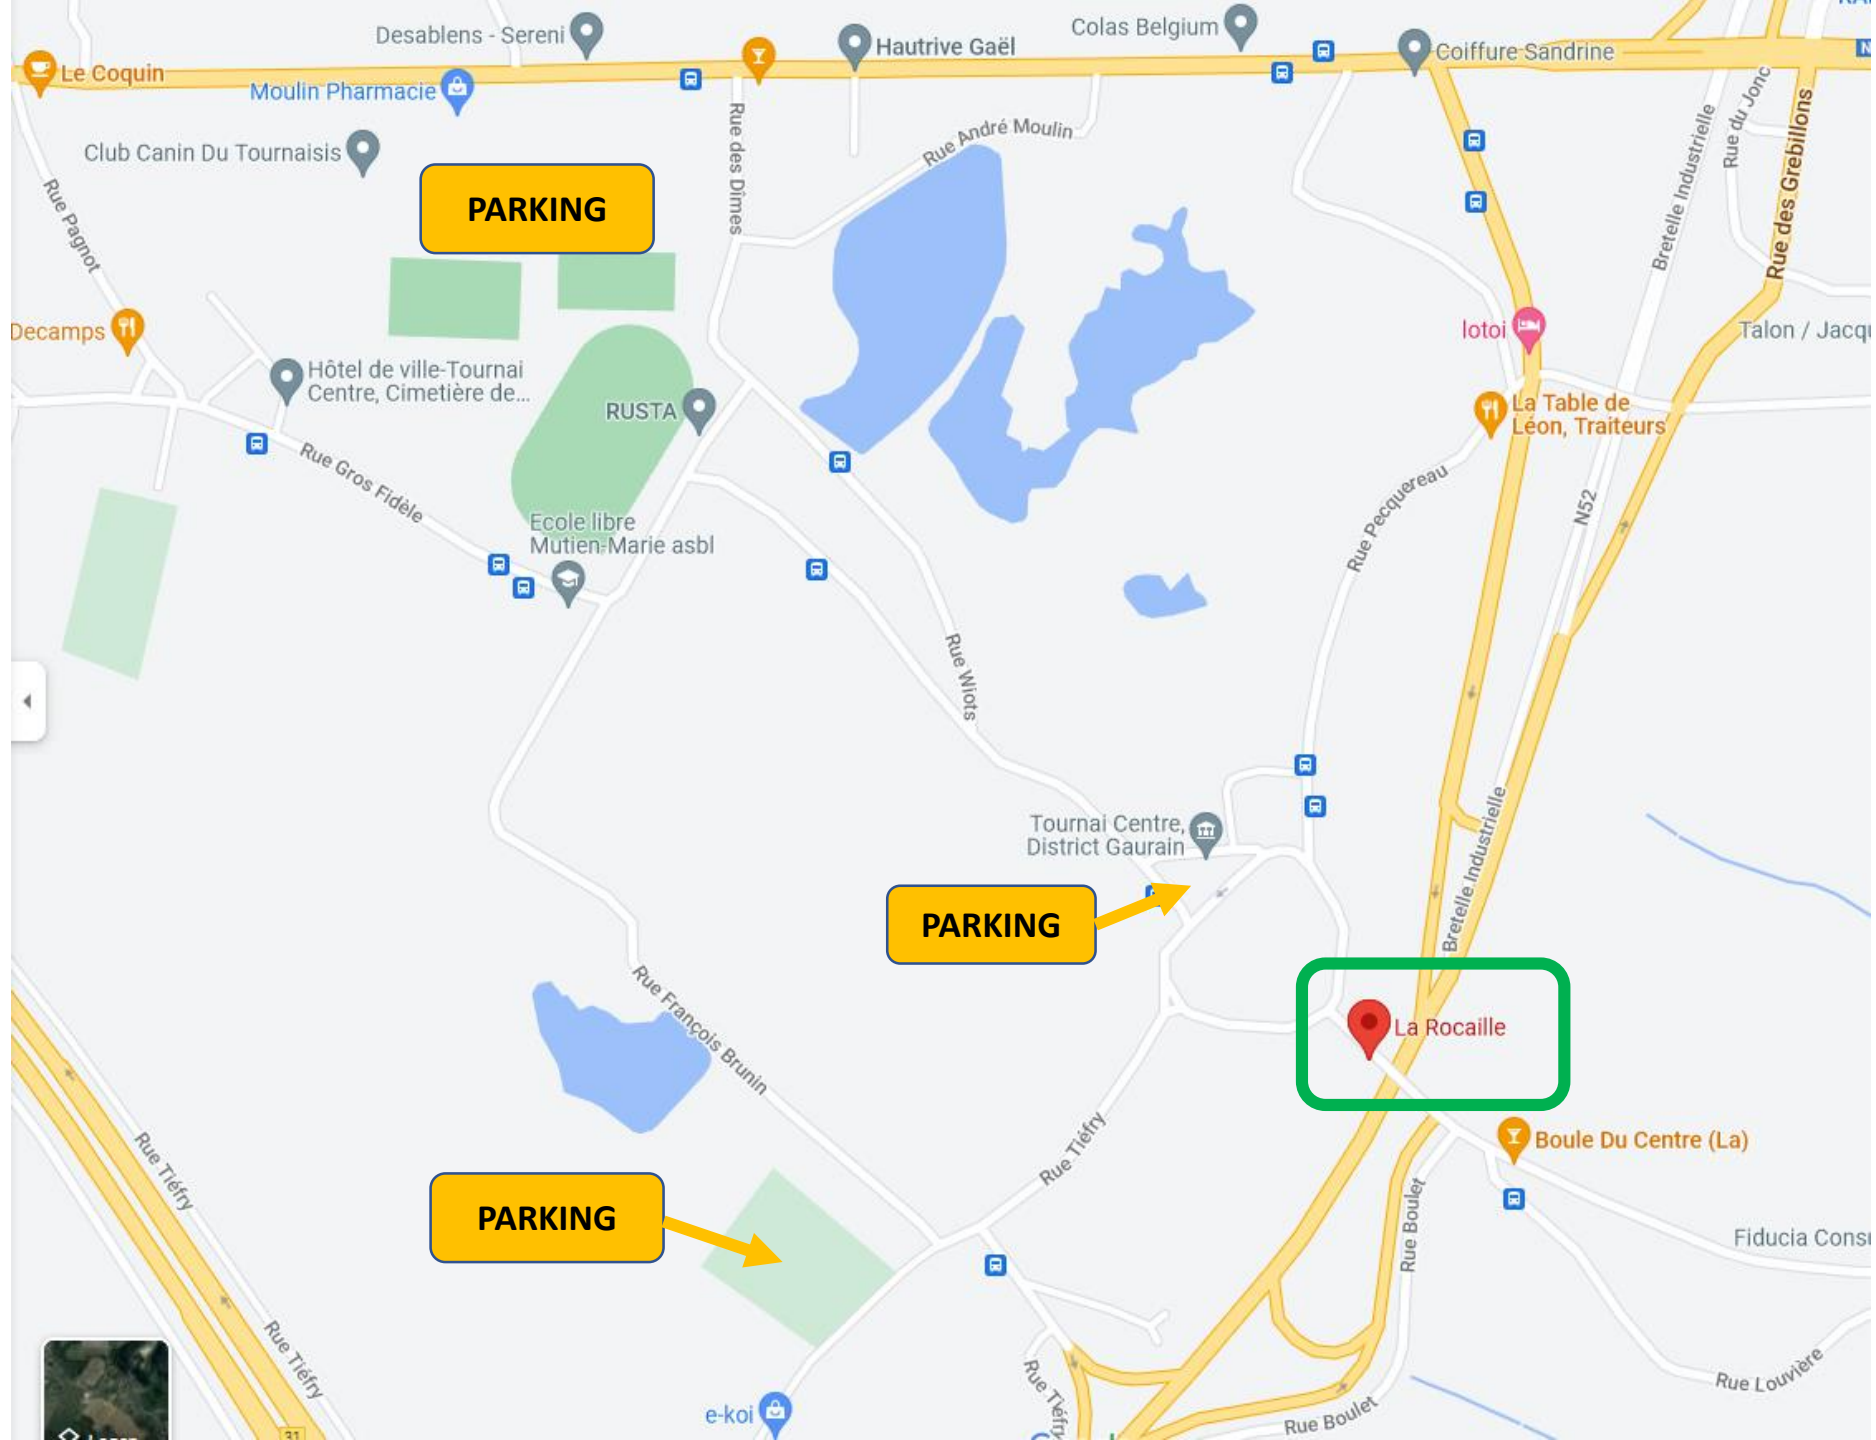 Desablens - Sereni
Hautrive Gaël
Colas Belgium
Coiffure Sandrine
Le Coquin
Moulin Pharmacie
Club Canin Du Tournaisis
PARKING
Rue des Dîmes
Rue André Moulin
Rue Pagnot
Bretelle Industrielle
Rue du Jonc
Rue des Grebillons
Decamps
Hôtel de ville-Tournai
Centre, Cimetière de...
RUSTA
lotoi
Talon / Jacqu
La Table de
Léon, Traiteurs
Rue Gros Fidèle
Ecole libre
Mutien-Marie asbl
Rue Pecquereau
N52
Rue Wiots
Tournai Centre,
District Gaurain
Bretelle Industrielle
PARKING
Rue François Brunin
La Rocaille
Rue Tiéfry
Rue Tiéfry
Boule Du Centre (La)
PARKING
Rue Boulet
Fiducia Consu
Rue Tiéfry
Rue Tiéfry
Rue Louvière
e-koi
Rue Boulet
31